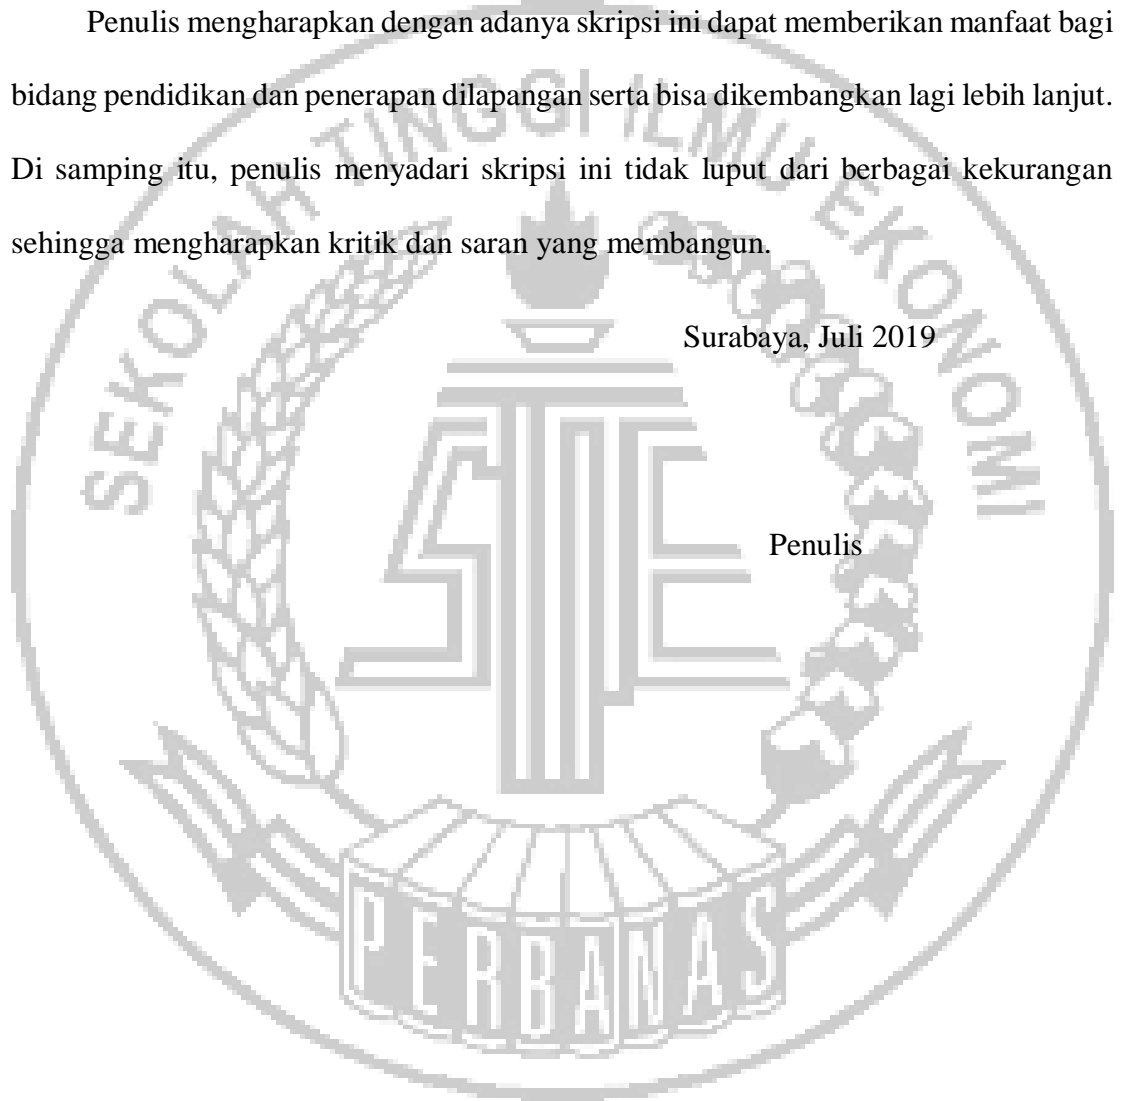 Penulis mengharapkan dengan adanya skripsi ini dapat memberikan manfaat bagi
bidang pendidikan dan penerapan dilapangan serta bisa dikembangkan lagi lebih lanjut.
Di samping itu, penulis menyadari skripsi ini tidak luput dari berbagai kekurangan
sehingga mengharapkan kritik dan saran yang membangun.
Surabaya, Juli 2019
Penulis
SEKOLAH TINGGI ILMU EKONOMI
STIE
PERBANAS